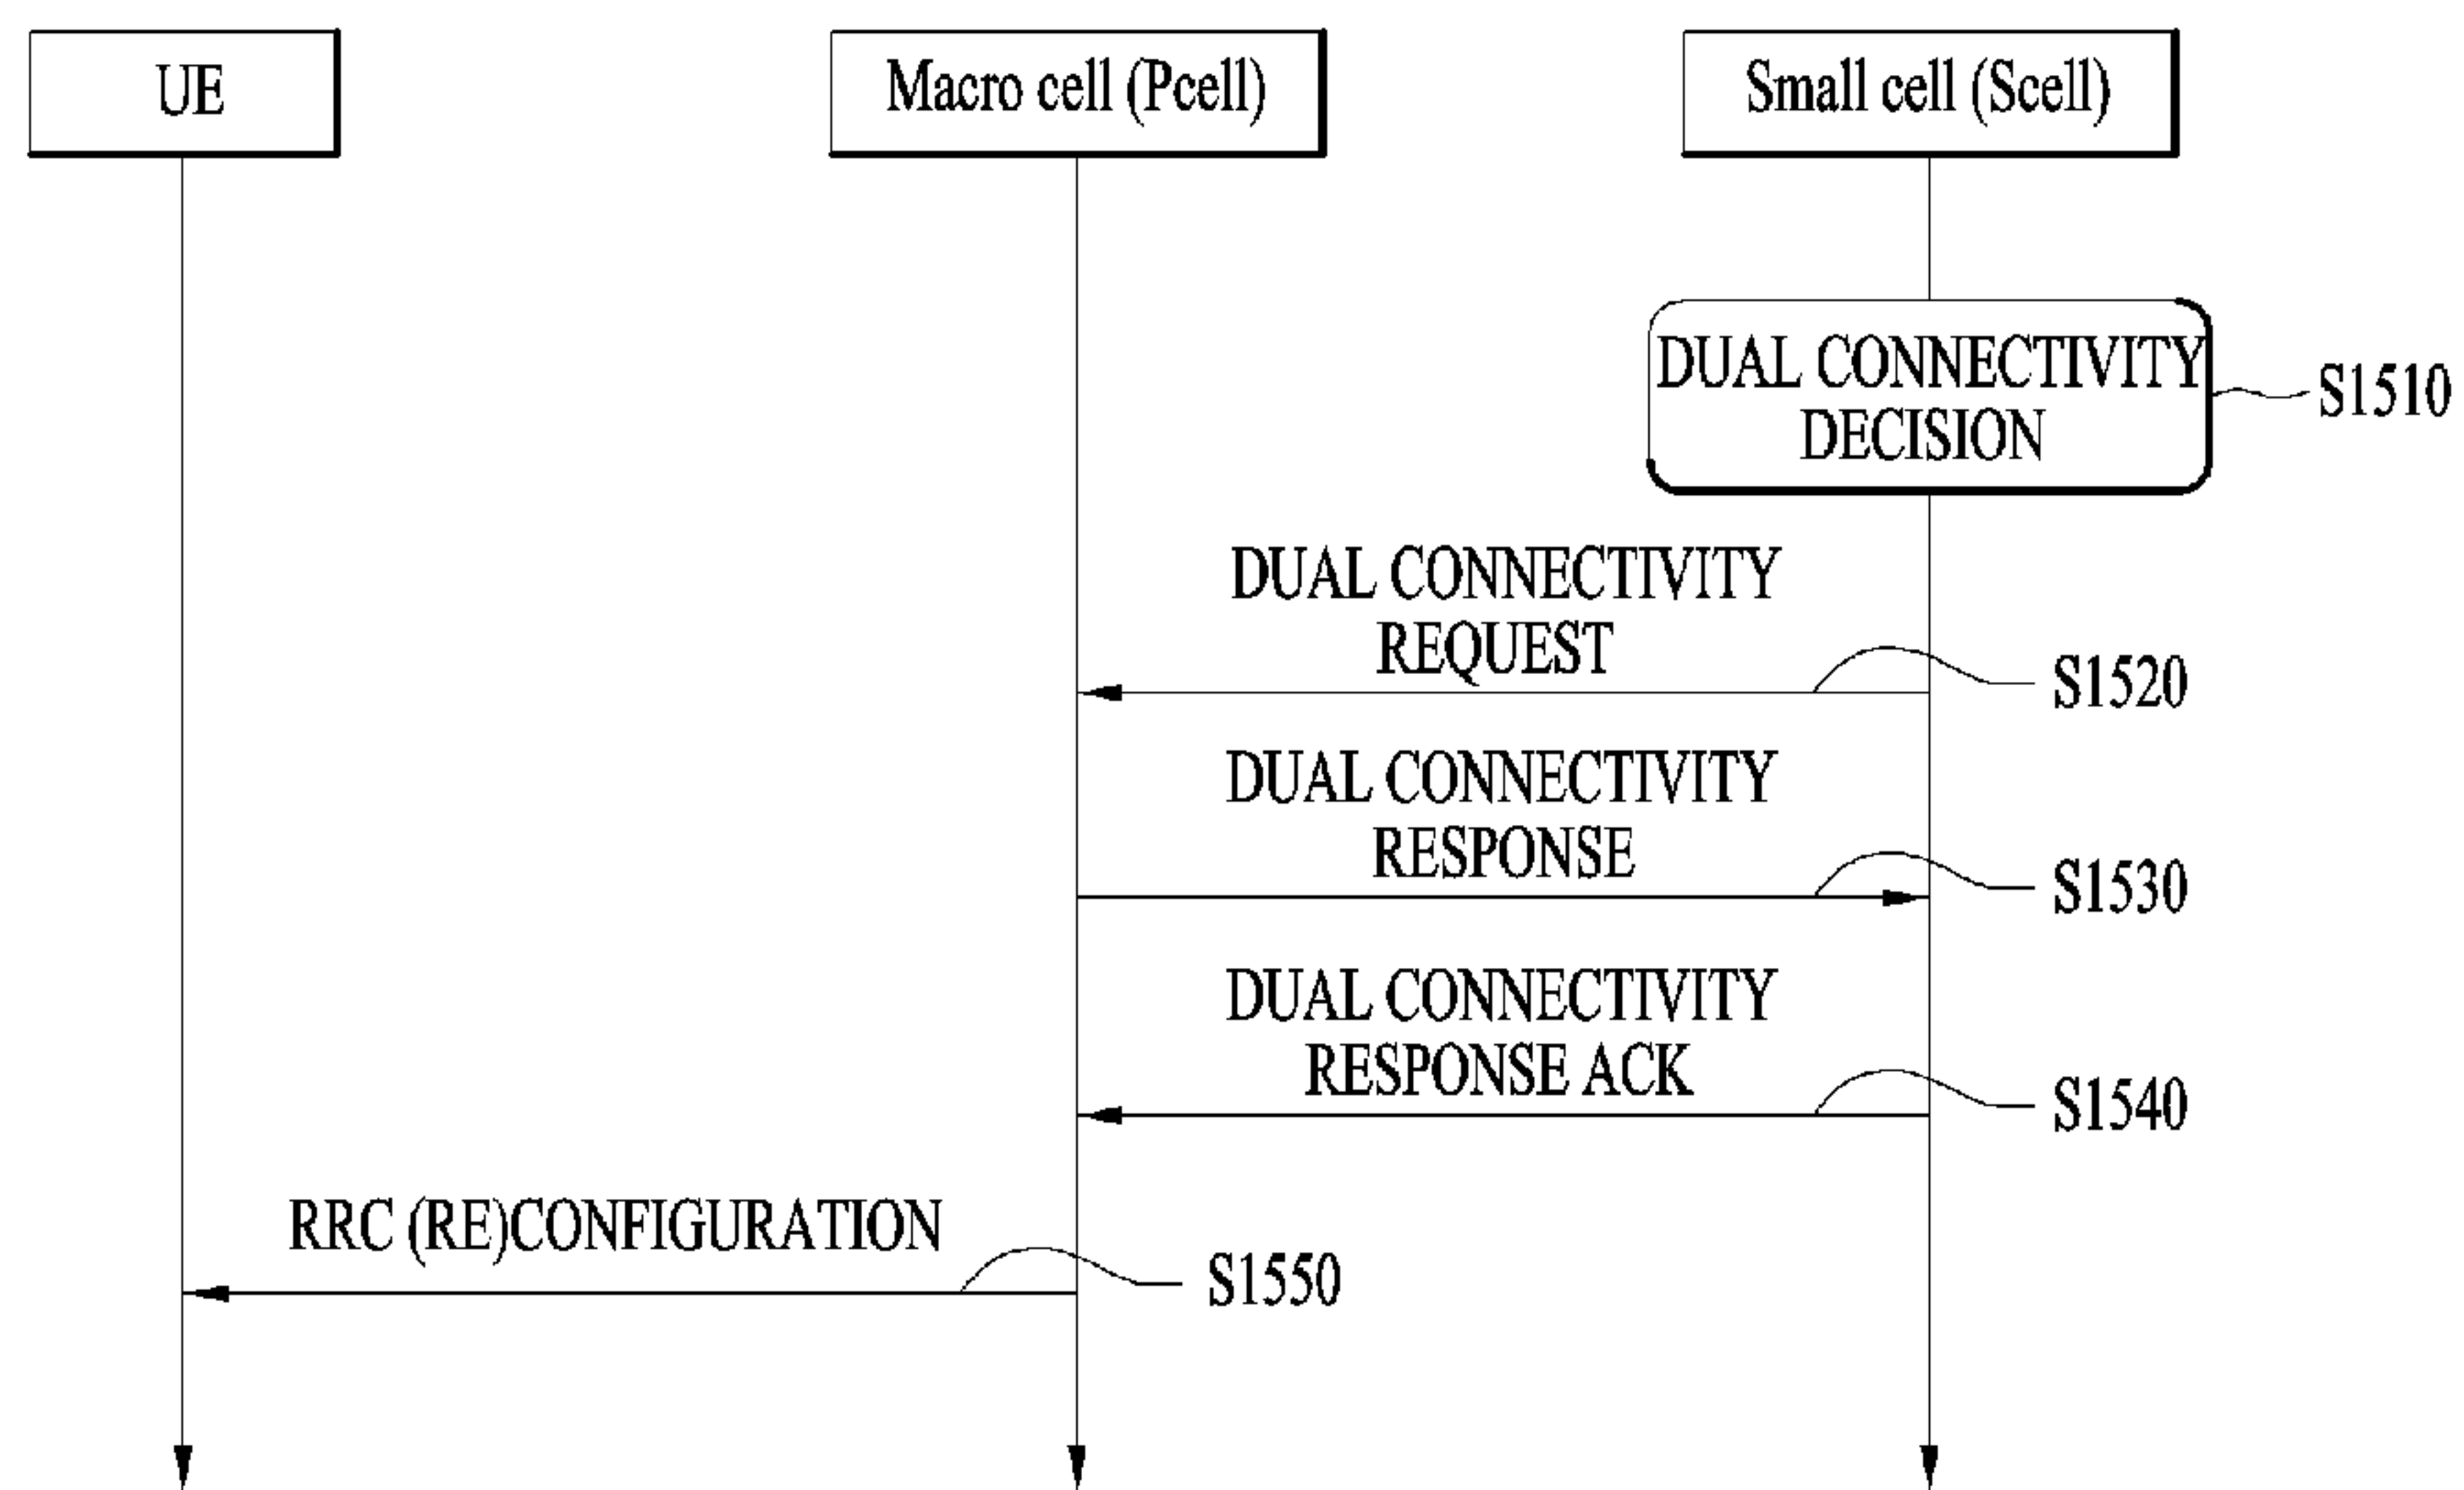 UE
Macro cell (Pcell)
Small cell (Scell)
DUAL CONNECTIVITY
DECISION
S1510
DUAL CONNECTIVITY
REQUEST
S1520
DUAL CONNECTIVITY
RESPONSE
S1530
DUAL CONNECTIVITY
RESPONSE ACK
S1540
RRC (RE)CONFIGURATION
S1550